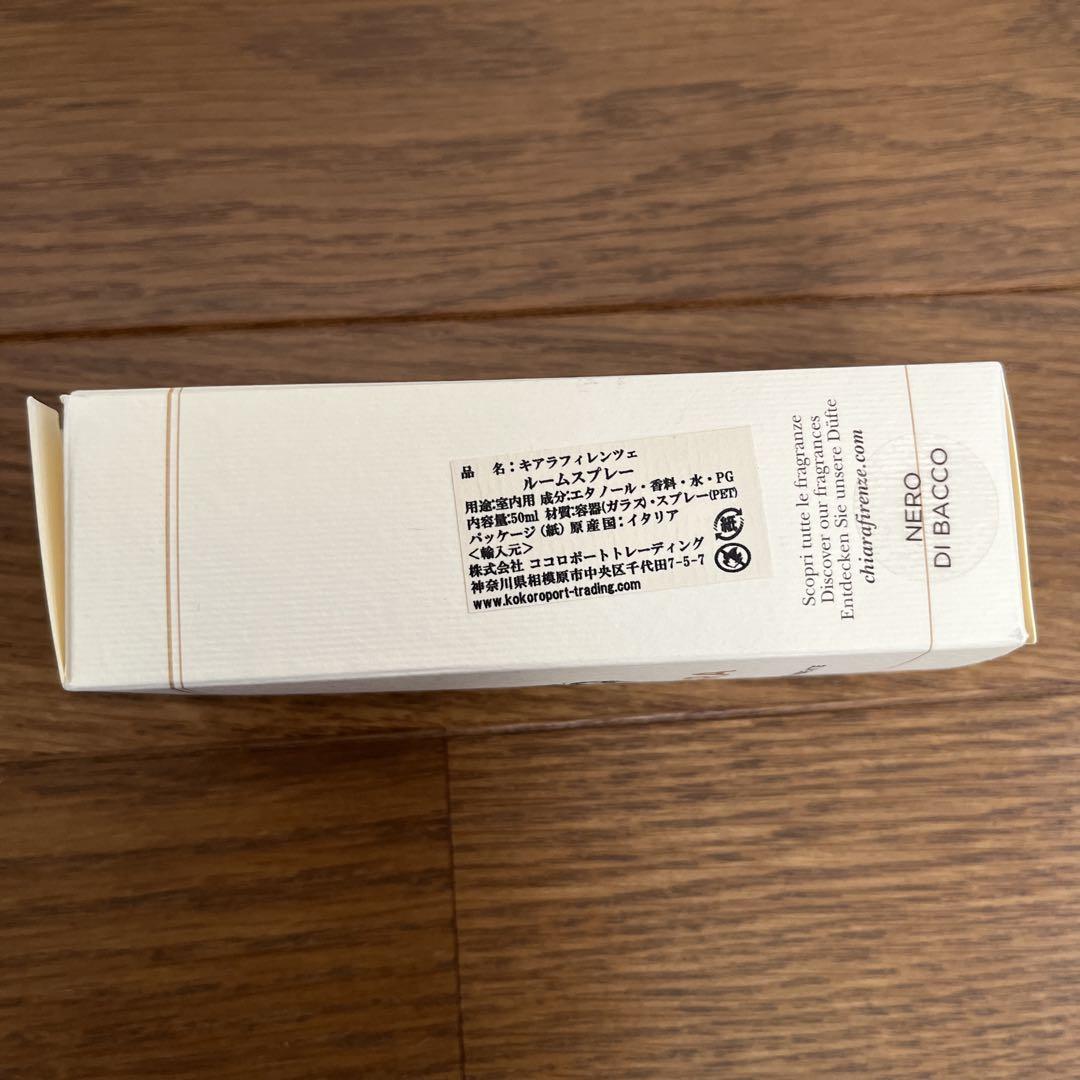 品　名：キアラフィレンツェ
ルームスプレー
用途:室内用 成分:エタノール・香料・水・PG
内容量:50ml 材質:容器(ガラス)・スプレー(PET)
パッケージ (紙) 原産国:イタリア
<輸入元>
株式会社 ココロポートトレーディング
神奈川県相模原市中央区千代田7-5-7
www.kokoroport-trading.com
紙
Scopri tutte le fragranze
Discover our fragrances
Entdecken Sie unsere Düfte
chiarafirenze.com
NERO
DI BACCO